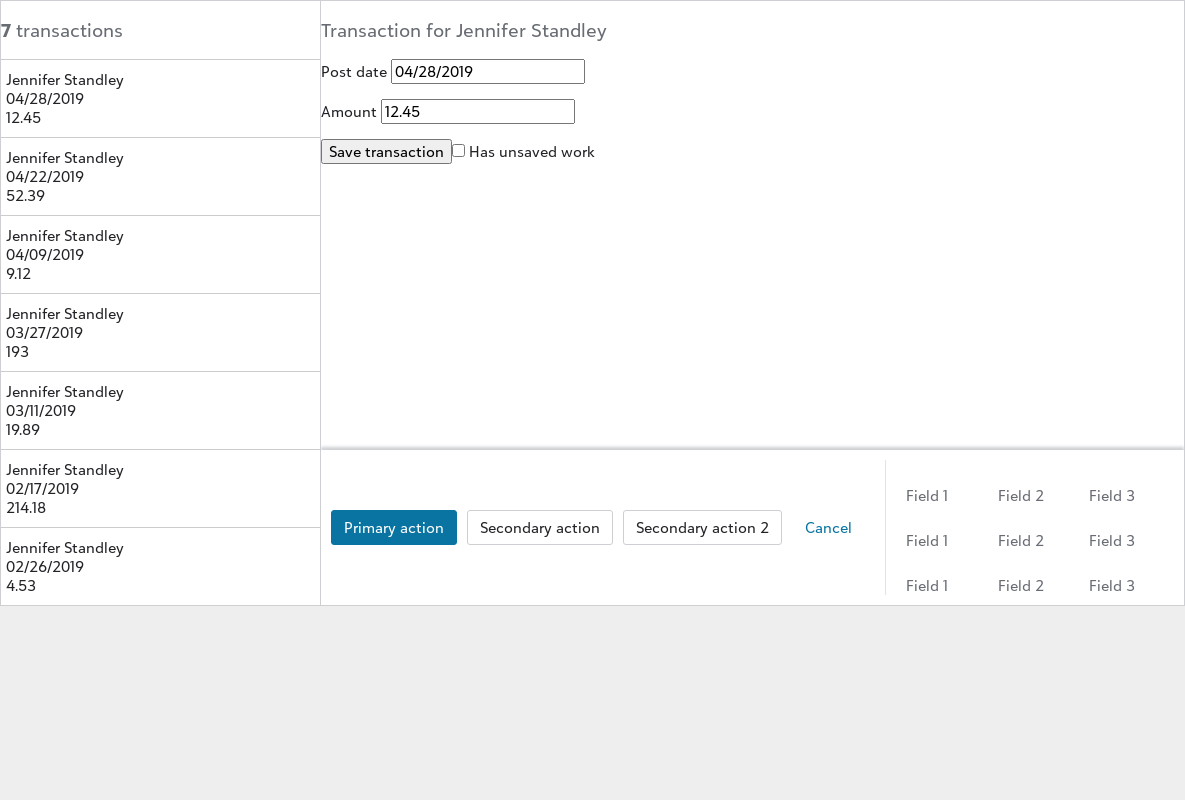 7 transactions
Jennifer Standley
04/28/2019
12.45
Jennifer Standley
04/22/2019
52.39
Jennifer Standley
04/09/2019
9.12
Jennifer Standley
03/27/2019
193
Jennifer Standley
03/11/2019
19.89
Jennifer Standley
02/17/2019
214.18
Jennifer Standley
02/26/2019
4.53
Transaction for Jennifer Standley
Post date 04/28/2019
Amount 12.45
Save transaction Has unsaved work
Primary action Secondary action Secondary action 2 Cancel
Field 1 Field 2 Field 3
Field 1 Field 2 Field 3
Field 1 Field 2 Field 3